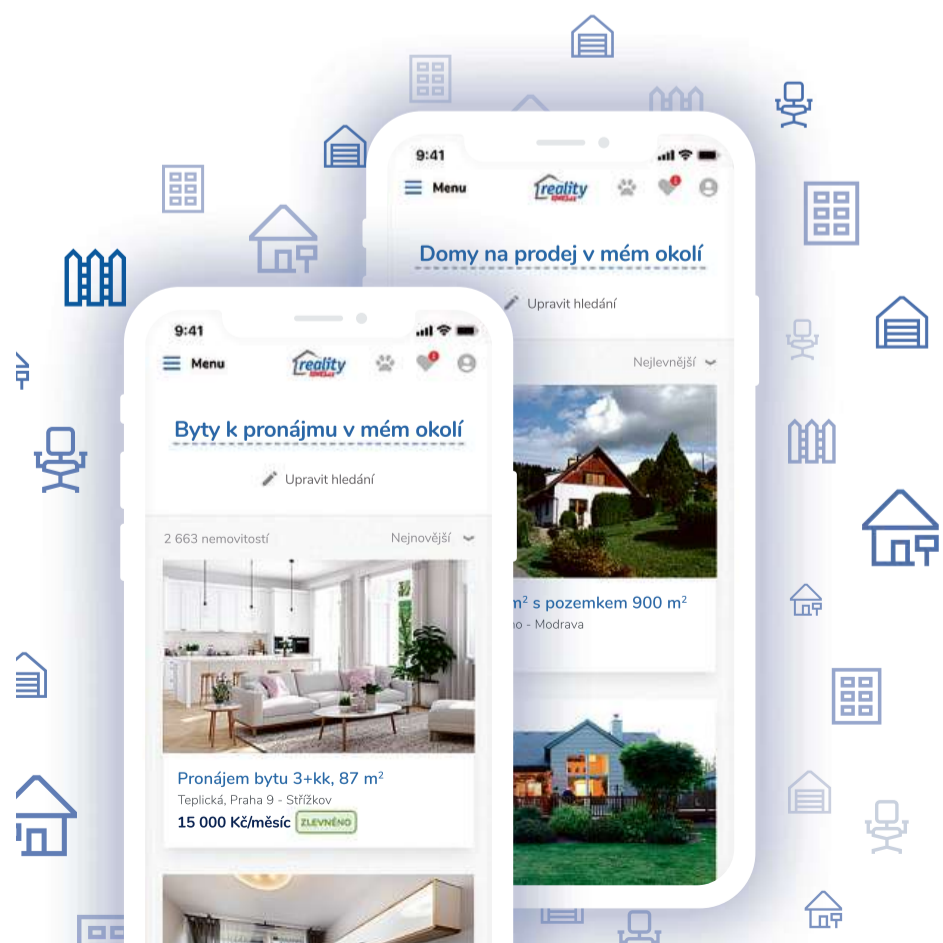 9:41
Menu
reality
Domy na prodej v mém okolí
Upravit hledání
Nejlevnější
m² s pozemkem 900 m²
no - Modrava
9:41
Menu
reality
Byty k pronájmu v mém okolí
Upravit hledání
2 663 nemovitostí
Nejnovější
Pronájem bytu 3+kk, 87 m²
Teplická, Praha 9 - Střížkov
15 000 Kč/měsíc ZLEVNĚNO